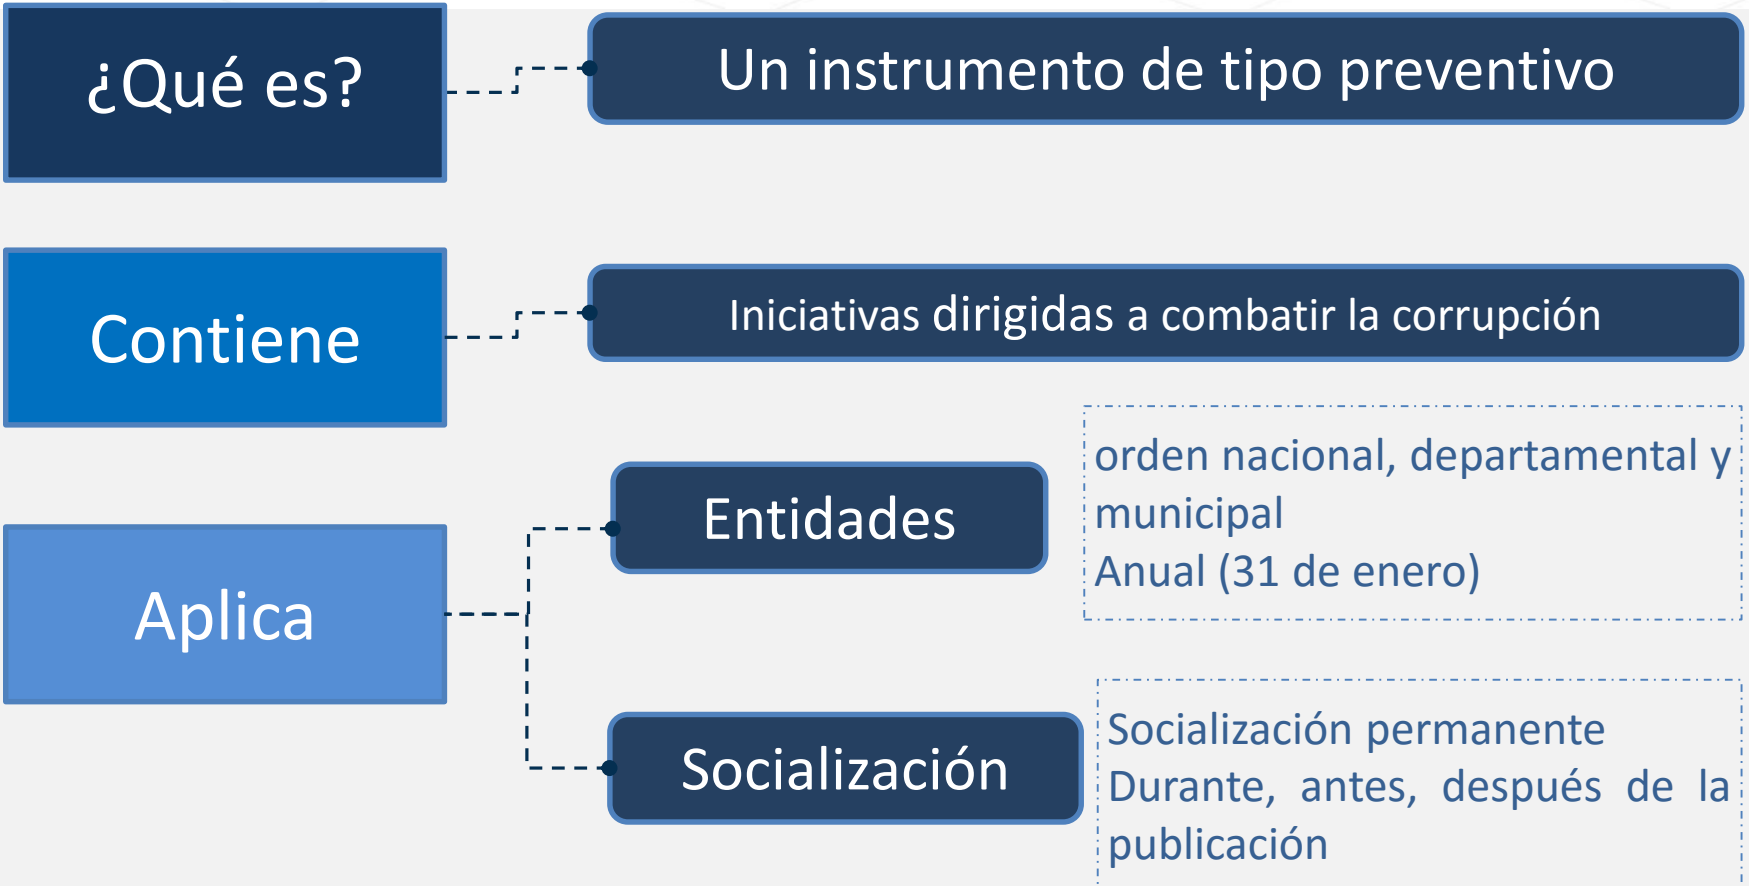 ¿Qué es?
Un instrumento de tipo preventivo
Contiene
Iniciativas dirigidas a combatir la corrupción
Aplica
Entidades
orden nacional, departamental y
municipal
Anual (31 de enero)
Socialización
Socialización permanente
Durante, antes, después de la
publicación